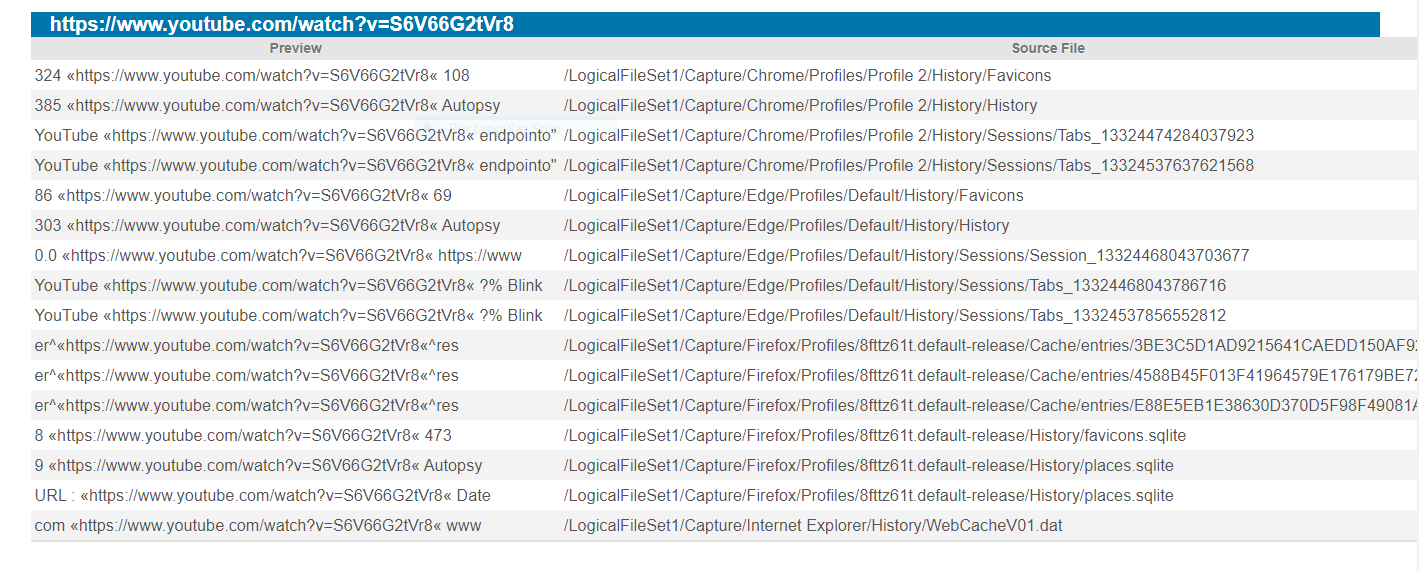 https://www.youtube.com/watch?v=S6V66G2tVr8
Preview Source File
324 «https://www.youtube.com/watch?v=S6V66G2tVr8« 108 /LogicalFileSet1/Capture/Chrome/Profiles/Profile 2/History/Favicons
385 «https://www.youtube.com/watch?v=S6V66G2tVr8« Autopsy /LogicalFileSet1/Capture/Chrome/Profiles/Profile 2/History/History
YouTube «https://www.youtube.com/watch?v=S6V66G2tVr8« endpointo" /LogicalFileSet1/Capture/Chrome/Profiles/Profile 2/History/Sessions/Tabs_13324474284037923
YouTube «https://www.youtube.com/watch?v=S6V66G2tVr8« endpointo" /LogicalFileSet1/Capture/Chrome/Profiles/Profile 2/History/Sessions/Tabs_13324537637621568
86 «https://www.youtube.com/watch?v=S6V66G2tVr8« 69 /LogicalFileSet1/Capture/Edge/Profiles/Default/History/Favicons
303 «https://www.youtube.com/watch?v=S6V66G2tVr8« Autopsy /LogicalFileSet1/Capture/Edge/Profiles/Default/History/History
0.0 «https://www.youtube.com/watch?v=S6V66G2tVr8« https://www /LogicalFileSet1/Capture/Edge/Profiles/Default/History/Sessions/Session_13324468043703677
YouTube «https://www.youtube.com/watch?v=S6V66G2tVr8« ?% Blink /LogicalFileSet1/Capture/Edge/Profiles/Default/History/Sessions/Tabs_13324468043786716
YouTube «https://www.youtube.com/watch?v=S6V66G2tVr8« ?% Blink /LogicalFileSet1/Capture/Edge/Profiles/Default/History/Sessions/Tabs_13324537856552812
er^«https://www.youtube.com/watch?v=S6V66G2tVr8«^res /LogicalFileSet1/Capture/Firefox/Profiles/8fttz61t.default-release/Cache/entries/3BE3C5D1AD9215641CAEDD150AF92
er^«https://www.youtube.com/watch?v=S6V66G2tVr8«^res /LogicalFileSet1/Capture/Firefox/Profiles/8fttz61t.default-release/Cache/entries/4588B45F013F41964579E176179BE72
er^«https://www.youtube.com/watch?v=S6V66G2tVr8«^res /LogicalFileSet1/Capture/Firefox/Profiles/8fttz61t.default-release/Cache/entries/E88E5EB1E38630D370D5F98F49081A
8 «https://www.youtube.com/watch?v=S6V66G2tVr8« 473 /LogicalFileSet1/Capture/Firefox/Profiles/8fttz61t.default-release/History/favicons.sqlite
9 «https://www.youtube.com/watch?v=S6V66G2tVr8« Autopsy /LogicalFileSet1/Capture/Firefox/Profiles/8fttz61t.default-release/History/places.sqlite
URL : «https://www.youtube.com/watch?v=S6V66G2tVr8« Date /LogicalFileSet1/Capture/Firefox/Profiles/8fttz61t.default-release/History/places.sqlite
com «https://www.youtube.com/watch?v=S6V66G2tVr8« www /LogicalFileSet1/Capture/Internet Explorer/History/WebCacheV01.dat